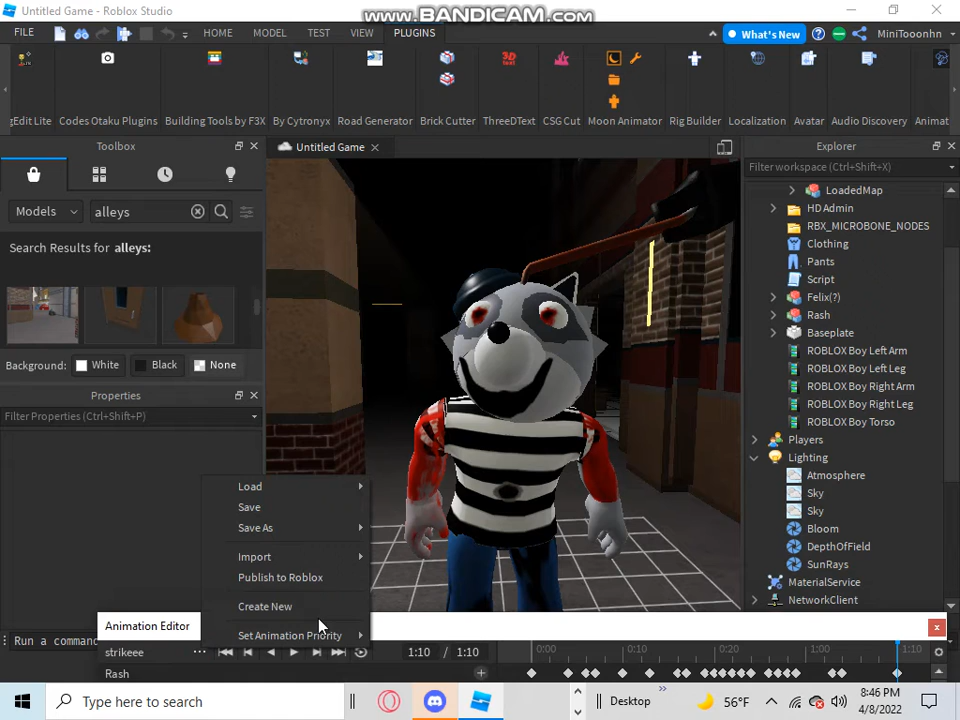 Untitled Game - Roblox Studio
www.BANDICAM.com
FILE HOME MODEL TEST VIEW PLUGINS What's New MiniTooonhn
gEdit Lite Codes Otaku Plugins Building Tools by F3X By Cytronyx Road Generator Brick Cutter ThreeDText CSG Cut Moon Animator Rig Builder Localization Avatar Audio Discovery Animat
3D Text
Toolbox
Untitled Game
Explorer
Filter workspace (Ctrl+Shift+X)
Models alleys
Search Results for alleys:
Background: White Black None
Properties
Filter Properties (Ctrl+Shift+P)
Load
Save
Save As
Import
Publish to Roblox
Create New
Set Animation Priority
LoadedMap
HD Admin
RBX_MICROBONE_NODES
Clothing
Pants
Script
Felix(?)
Rash
Baseplate
ROBLOX Boy Left Arm
ROBLOX Boy Left Leg
ROBLOX Boy Right Arm
ROBLOX Boy Right Leg
ROBLOX Boy Torso
Players
Lighting
Atmosphere
Sky
Sky
Bloom
DepthOfField
SunRays
MaterialService
NetworkClient
Animation Editor
Run a command
strikeee ··· 1:10 / 1:10 0:00 0:10 0:20 1:00 1:10
Rash
Type here to search
Desktop
56°F
8:46 PM
4/8/2022